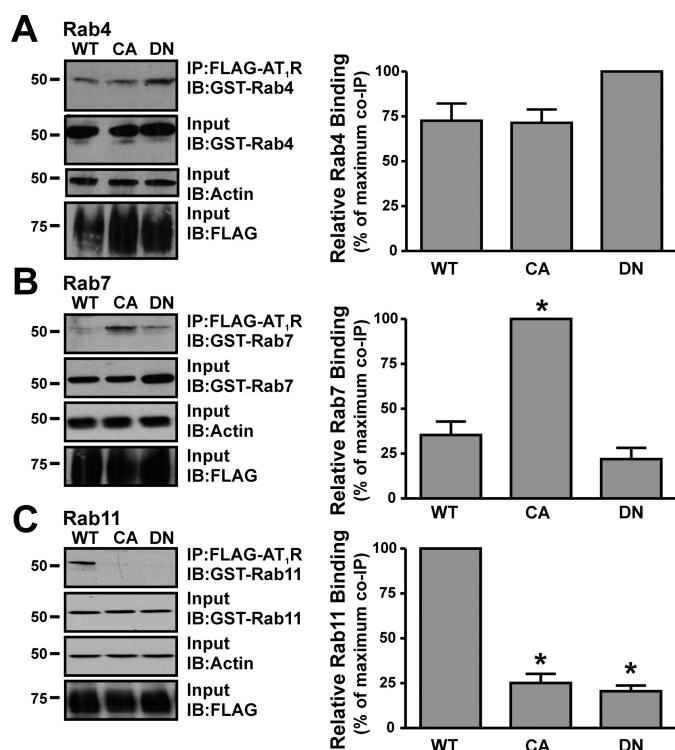 A
Rab4
WT CA DN
50
IP:FLAG-AT₁R
IB:GST-Rab4
50
Input
IB:GST-Rab4
50
Input
IB:Actin
75
Input
IB:FLAG
Relative Rab4 Binding
(% of maximum co-IP)
100
75
50
25
0
WT CA DN
B
Rab7
WT CA DN
50
IP:FLAG-AT₁R
IB:GST-Rab7
50
Input
IB:GST-Rab7
50
Input
IB:Actin
75
Input
IB:FLAG
Relative Rab7 Binding
(% of maximum co-IP)
100
75
50
25
0
*
WT CA DN
C
Rab11
WT CA DN
50
IP:FLAG-AT₁R
IB:GST-Rab11
50
Input
IB:GST-Rab11
50
Input
IB:Actin
75
Input
IB:FLAG
Relative Rab11 Binding
(% of maximum co-IP)
100
75
50
25
0
* *
WT CA DN